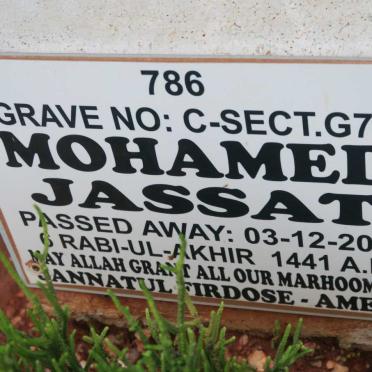 786
GRAVE NO: C-SECT.G7
MOHAMED
JASSAT
PASSED AWAY: 03-12-20
6 RABI-UL-AKHIR 1441 A.
MAY ALLAH GRANT ALL OUR MARHOOM
JANNATUL FIRDOSE - AME